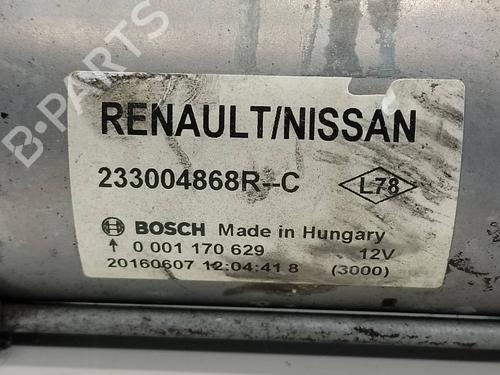 B-PARTS
RENAULT/NISSAN
233004868R--C L78
BOSCH Made in Hungary
0 001 170 629 12V
20160607 12:04:41 8 (3000)